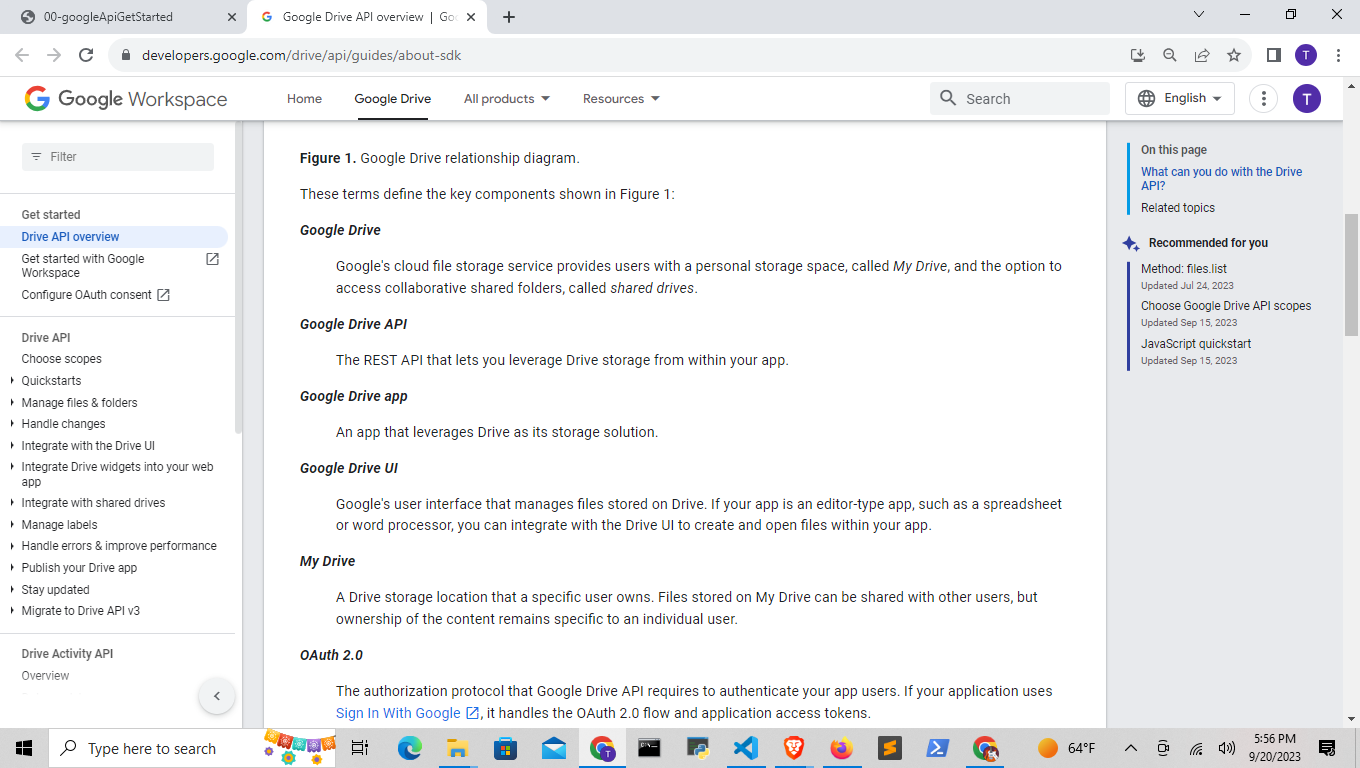 00-googleApiGetStarted
Google Drive API overview | Goo
developers.google.com/drive/api/guides/about-sdk
Google Workspace
Home
Google Drive
All products
Resources
Search
English
T
T
Filter
Get started
Drive API overview
Get started with Google
Workspace
Configure OAuth consent
Drive API
Choose scopes
Quickstarts
Manage files & folders
Handle changes
Integrate with the Drive UI
Integrate Drive widgets into your web
app
Integrate with shared drives
Manage labels
Handle errors & improve performance
Publish your Drive app
Stay updated
Migrate to Drive API v3
Drive Activity API
Overview
Figure 1. Google Drive relationship diagram.
These terms define the key components shown in Figure 1:
Google Drive
Google's cloud file storage service provides users with a personal storage space, called My Drive, and the option to
access collaborative shared folders, called shared drives.
Google Drive API
The REST API that lets you leverage Drive storage from within your app.
Google Drive app
An app that leverages Drive as its storage solution.
Google Drive UI
Google's user interface that manages files stored on Drive. If your app is an editor-type app, such as a spreadsheet
or word processor, you can integrate with the Drive UI to create and open files within your app.
My Drive
A Drive storage location that a specific user owns. Files stored on My Drive can be shared with other users, but
ownership of the content remains specific to an individual user.
OAuth 2.0
The authorization protocol that Google Drive API requires to authenticate your app users. If your application uses
Sign In With Google, it handles the OAuth 2.0 flow and application access tokens.
On this page
What can you do with the Drive
API?
Related topics
Recommended for you
Method: files.list
Updated Jul 24, 2023
Choose Google Drive API scopes
Updated Sep 15, 2023
JavaScript quickstart
Updated Sep 15, 2023
Type here to search
T
64°F
5:56 PM
9/20/2023